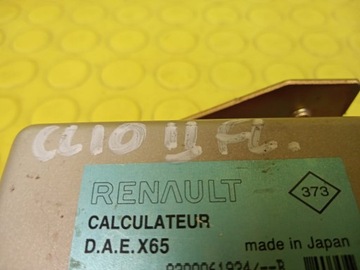 CLIO II FL.
RENAULT
373
CALCULATEUR
D.A.E.X65
made in Japan